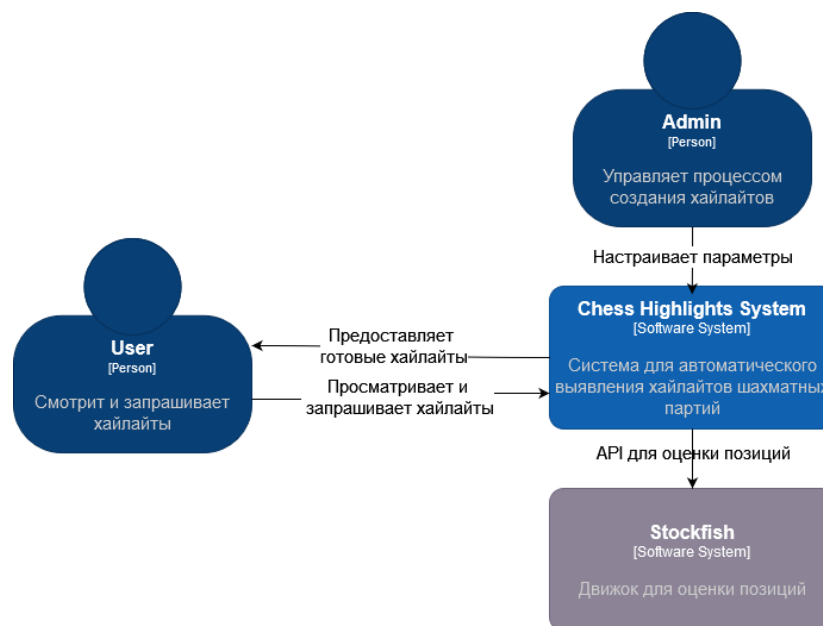 Admin
[Person]
Управляет процессом
создания хайлайтов
Настраивает параметры
Chess Highlights System
[Software System]
Система для автоматического
выявления хайлайтов шахматных
партий
Предоставляет
готовые хайлайты
Просматривает и
запрашивает хайлайты
User
[Person]
Смотрит и запрашивает
хайлайты
API для оценки позиций
Stockfish
[Software System]
Движок для оценки позиций